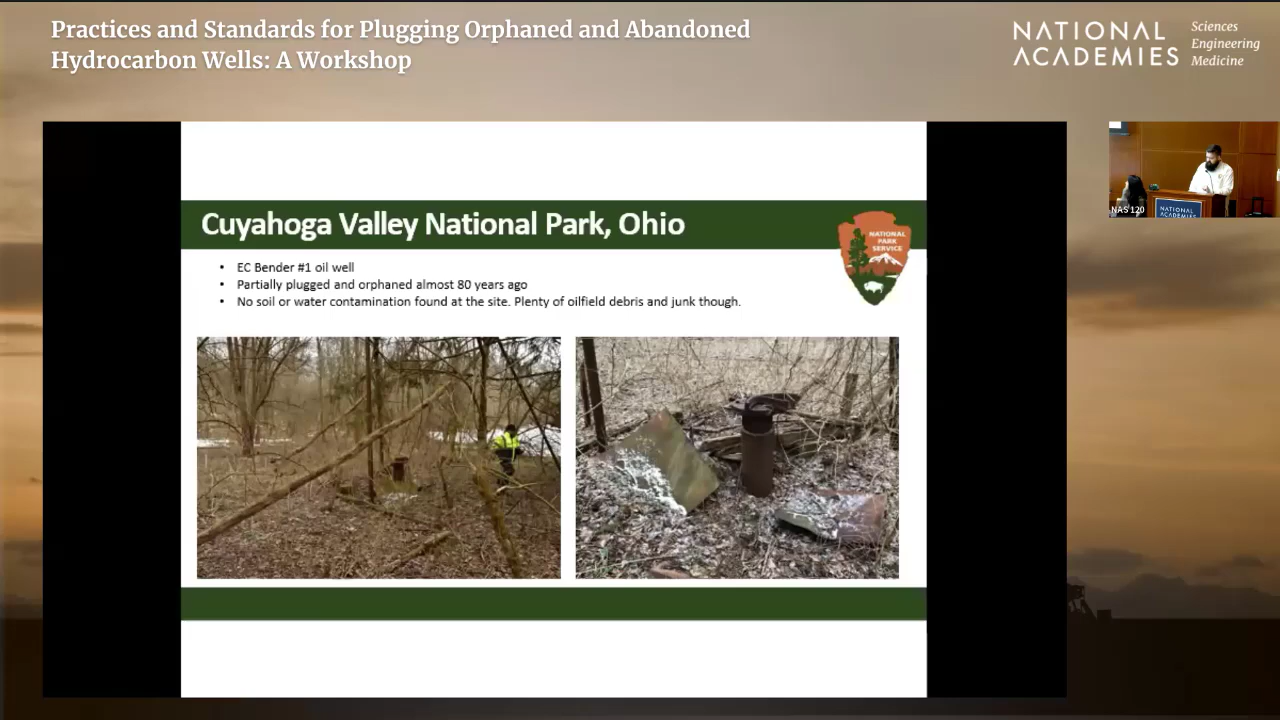 Practices and Standards for Plugging Orphaned and Abandoned
Hydrocarbon Wells: A Workshop
NATIONAL
ACADEMIES
Sciences
Engineering
Medicine
Cuyahoga Valley National Park, Ohio
NATIONAL
PARK
SERVICE
• EC Bender #1 oil well
• Partially plugged and orphaned almost 80 years ago
• No soil or water contamination found at the site. Plenty of oilfield debris and junk though.
NAS 120
NATIONAL
ACADEMIES